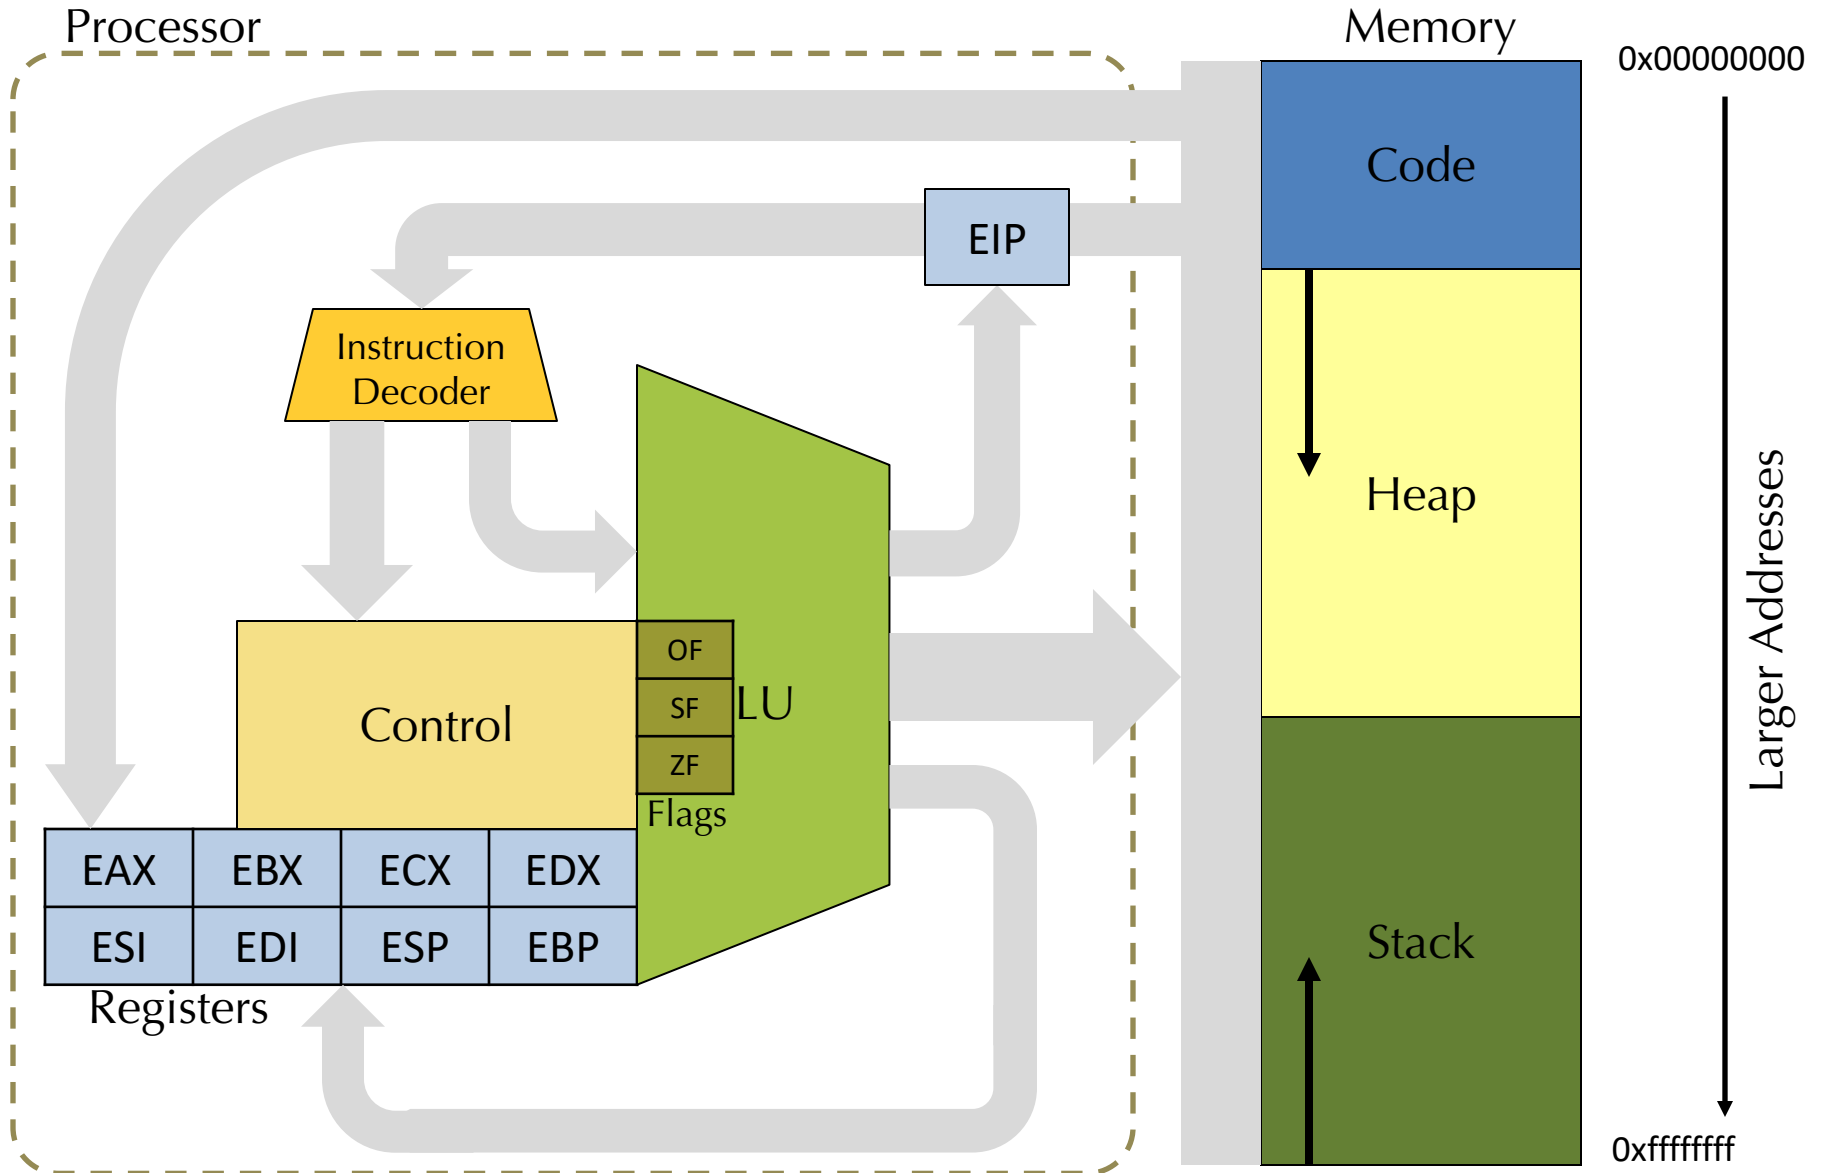 Processor
Memory
0x00000000
Code
EIP
Instruction
Decoder
Heap
Larger Addresses
OF
SF
LU
ZF
Control
Flags
EAX EBX ECX EDX
ESI EDI ESP EBP
Registers
Stack
0xffffffff